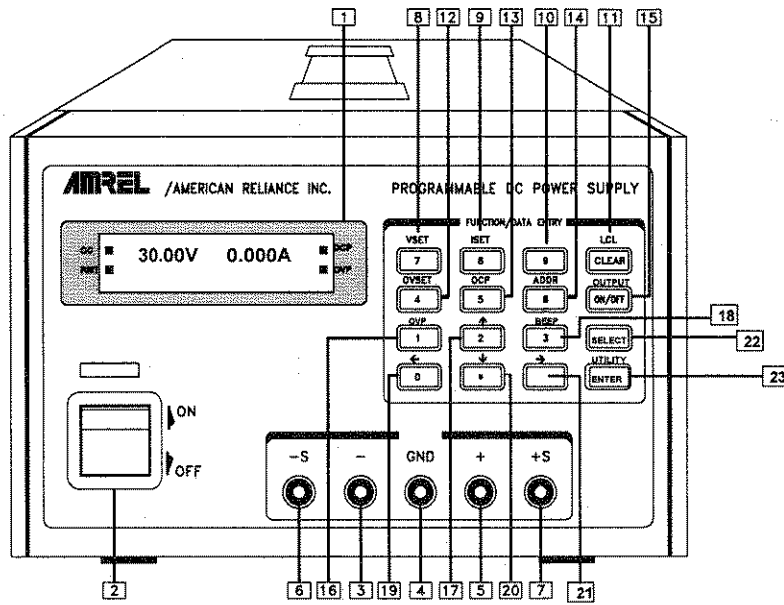 1 8 12 9 13 10 14 11 15
AMREL /AMERICAN RELIANCE INC. PROGRAMMABLE DC POWER SUPPLY
FUNCTION/DATA ENTRY
VSET ISET LCL
7 8 9 CLEAR
30.00V 0.000A OCP
OVP
OVSET OCP ADDR OUTPUT
4 5 6 ON/OFF
OVP ↑ BEEP
1 2 3 SELECT
← ↓ → UTILITY
0 ENTER
18
22
23
ON
OFF
-S - GND + +S
2 6 16 3 19 4 17 5 20 7 21